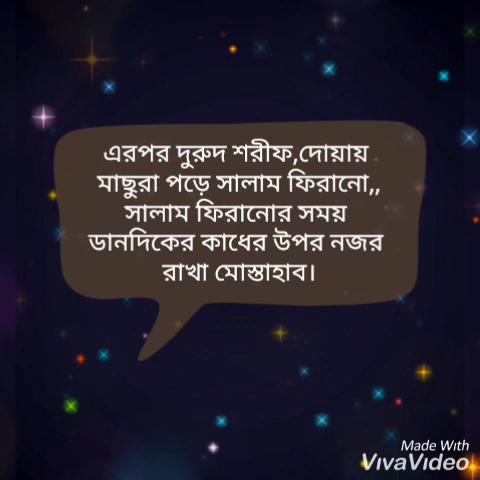 এরপর দুরুদ শরীফ,দোয়ায়
মাছুরা পড়ে সালাম ফিরানো,,
সালাম ফিরানোর সময়
ডানদিকের কাধের উপর নজর
রাখা মোস্তাহাব।
Made With
VivaVideo